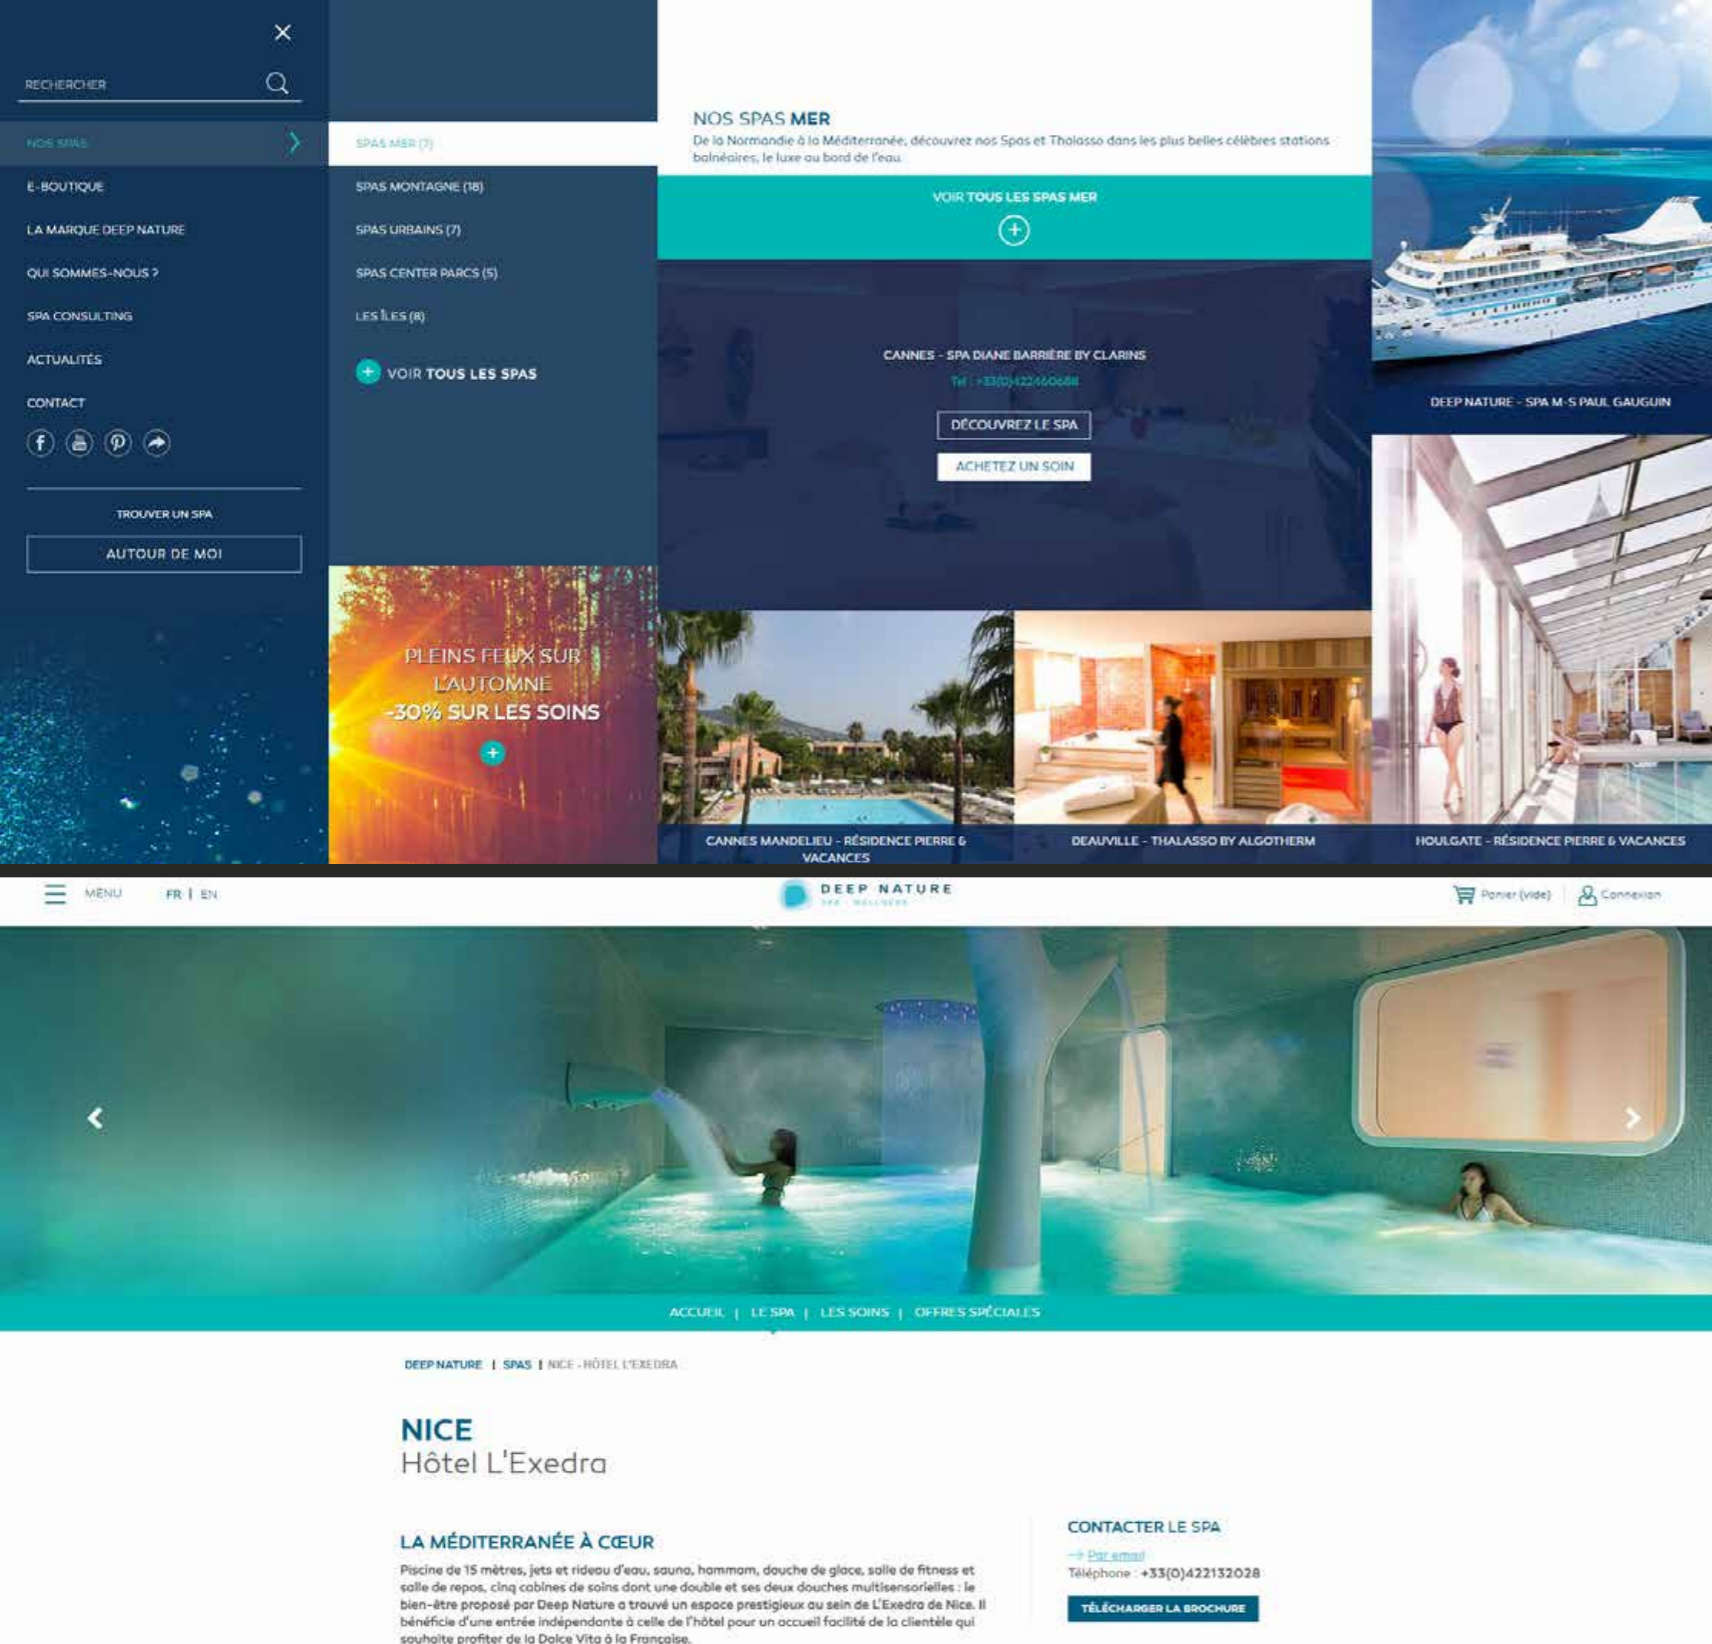 RECHERCHER
NOS SPAS
E-BOUTIQUE
LA MARQUE DEEP NATURE
QUI SOMMES-NOUS ?
SPA CONSULTING
ACTUALITÉS
CONTACT
TROUVER UN SPA
AUTOUR DE MOI
SPAS MER (7)
SPAS MONTAGNE (18)
SPAS URBAINS (7)
SPAS CENTER PARCS (5)
LES ÎLES (8)
VOIR TOUS LES SPAS
PLEINS FEUX SUR
L'AUTOMNE
-30% SUR LES SOINS
NOS SPAS MER
De la Normandie à la Méditerranée, découvrez nos Spas et Thalasso dans les plus belles célèbres stations
balnéaires, le luxe au bord de l'eau.
VOIR TOUS LES SPAS MER
CANNES - SPA DIANE BARRIÈRE BY CLARINS
Tel : +33(0)422460688
DÉCOUVREZ LE SPA
ACHETEZ UN SOIN
DEEP NATURE - SPA M-S PAUL GAUGUIN
CANNES MANDELIEU - RÉSIDENCE PIERRE &
VACANCES
DEAUVILLE - THALASSO BY ALGOTHERM
HOULGATE - RÉSIDENCE PIERRE & VACANCES
MENU FR | EN
DEEP NATURE
SPA - WELLNESS
Panier (vide) Connexion
ACCUEIL | LE SPA | LES SOINS | OFFRES SPÉCIALES
DEEP NATURE | SPAS | NICE - HÔTEL L'EXEDRA
NICE
Hôtel L'Exedra
LA MÉDITERRANÉE À CŒUR
Piscine de 15 mètres, jets et rideau d'eau, sauna, hammam, douche de glace, salle de fitness et
salle de repos, cinq cabines de soins dont une double et ses deux douches multisensorielles : le
bien-être proposé par Deep Nature a trouvé un espace prestigieux au sein de L'Exedra de Nice. Il
bénéficie d'une entrée indépendante à celle de l'hôtel pour un accueil facilité de la clientèle qui
souhaite profiter de la Dolce Vita à la Française.
CONTACTER LE SPA
Par email
Téléphone : +33(0)422132028
TÉLÉCHARGER LA BROCHURE